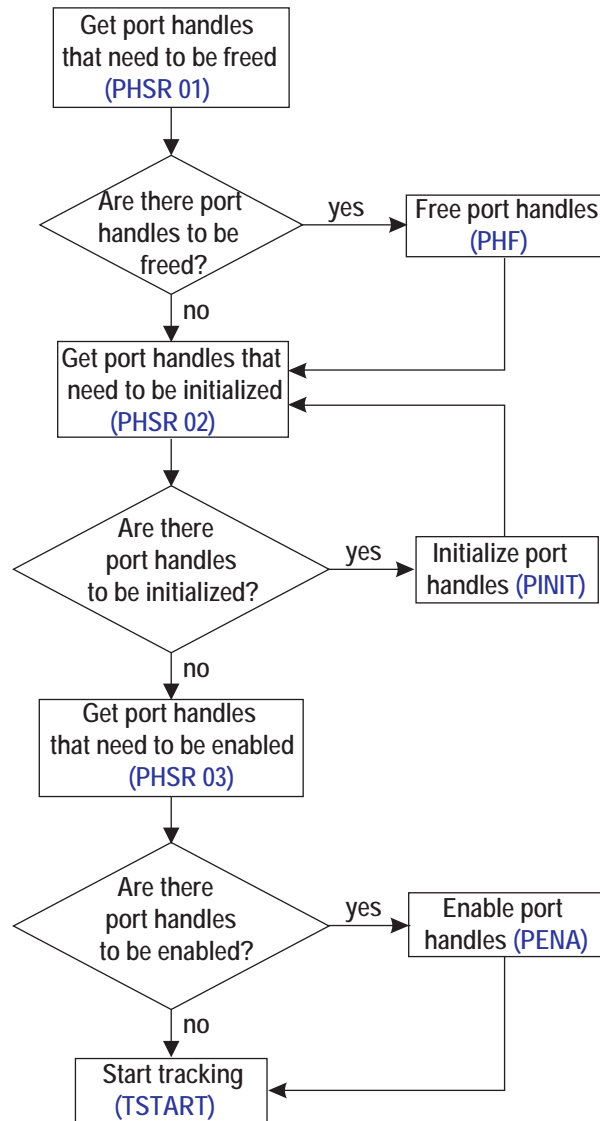 Get port handles
that need to be freed
(PHSR 01)
Are there port
handles to be
freed?
yes
Free port handles
(PHF)
no
Get port handles that
need to be initialized
(PHSR 02)
Are there
port handles
to be initialized?
yes
Initialize port
handles (PINIT)
no
Get port handles
that need to be enabled
(PHSR 03)
Are there
port handles
to be enabled?
yes
Enable port
handles (PENA)
no
Start tracking
(TSTART)